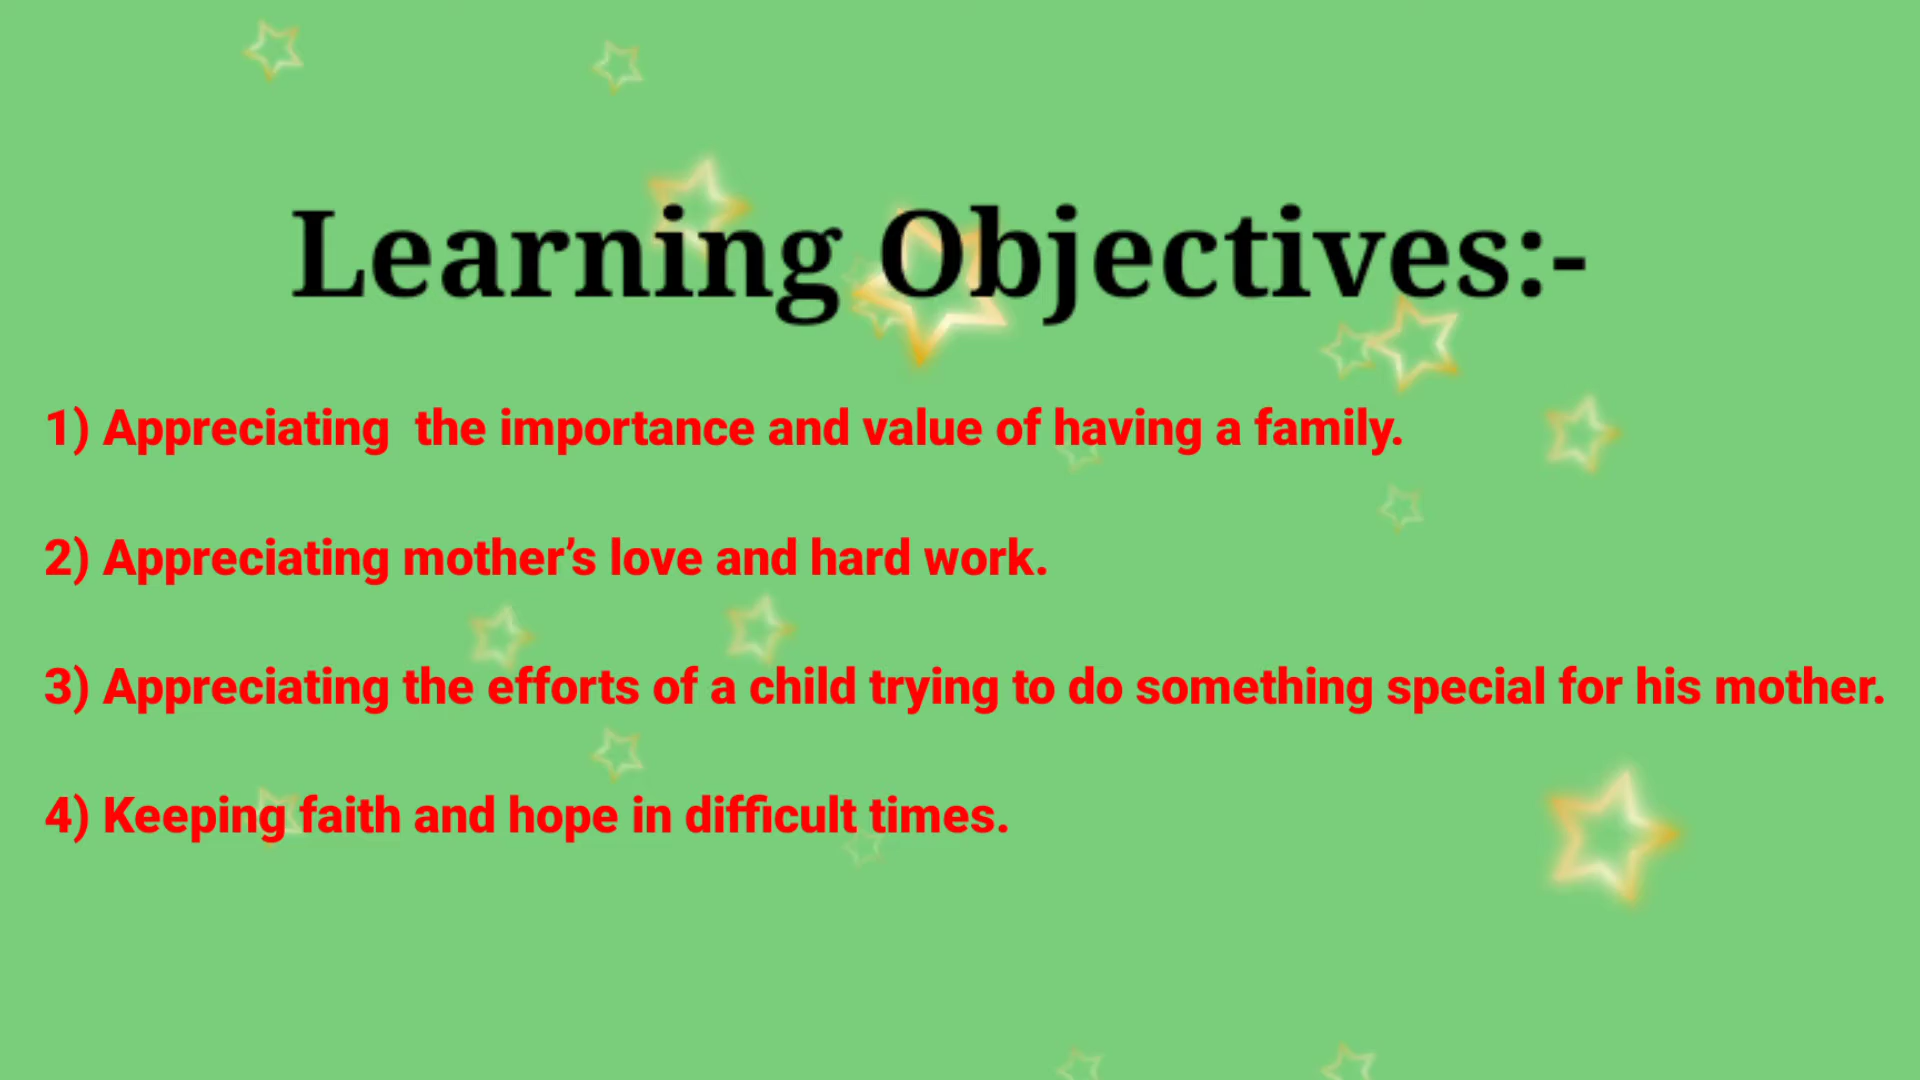 Learning Objectives:-
1) Appreciating  the importance and value of having a family.
2) Appreciating mother’s love and hard work.
3) Appreciating the efforts of a child trying to do something special for his mother.
4) Keeping faith and hope in difficult times.